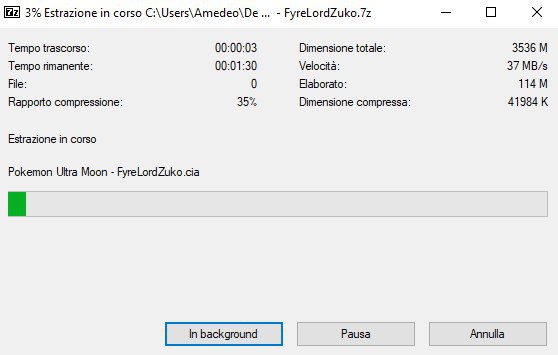 7z 3% Estrazione in corso C:\Users\Amedeo\De ... - FyreLordZuko.7z
Tempo trascorso: 00:00:03 Dimensione totale: 3536 M
Tempo rimanente: 00:01:30 Velocità: 37 MB/s
File: 0 Elaborato: 114 M
Rapporto compressione: 35% Dimensione compressa: 41984 K
Estrazione in corso
Pokemon Ultra Moon - FyreLordZuko.cia
In background Pausa Annulla